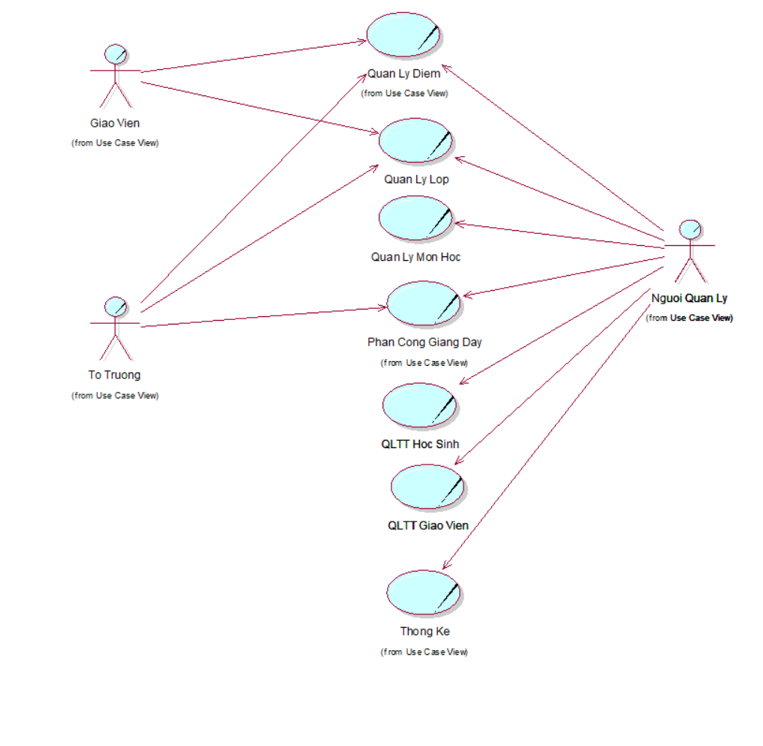 Quan Ly Diem
(from Use Case View)
Giao Vien
(from Use Case View)
Quan Ly Lop
Quan Ly Mon Hoc
Nguoi Quan Ly
(from Use Case View)
Phan Cong Giang Day
(from Use Case View)
To Truong
(from Use Case View)
QLTT Hoc Sinh
QLTT Giao Vien
Thong Ke
(from Use Case View)